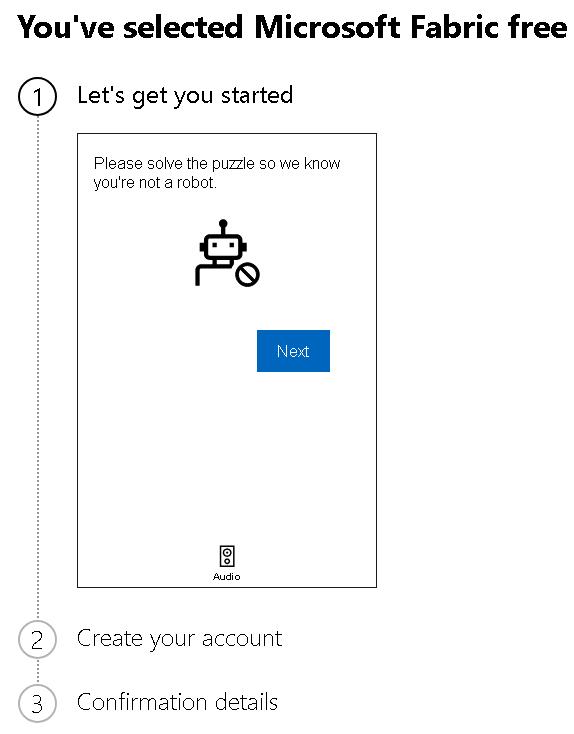 You've selected Microsoft Fabric free
1
Let's get you started
Please solve the puzzle so we know
you're not a robot.
Next
Audio
2
Create your account
3
Confirmation details